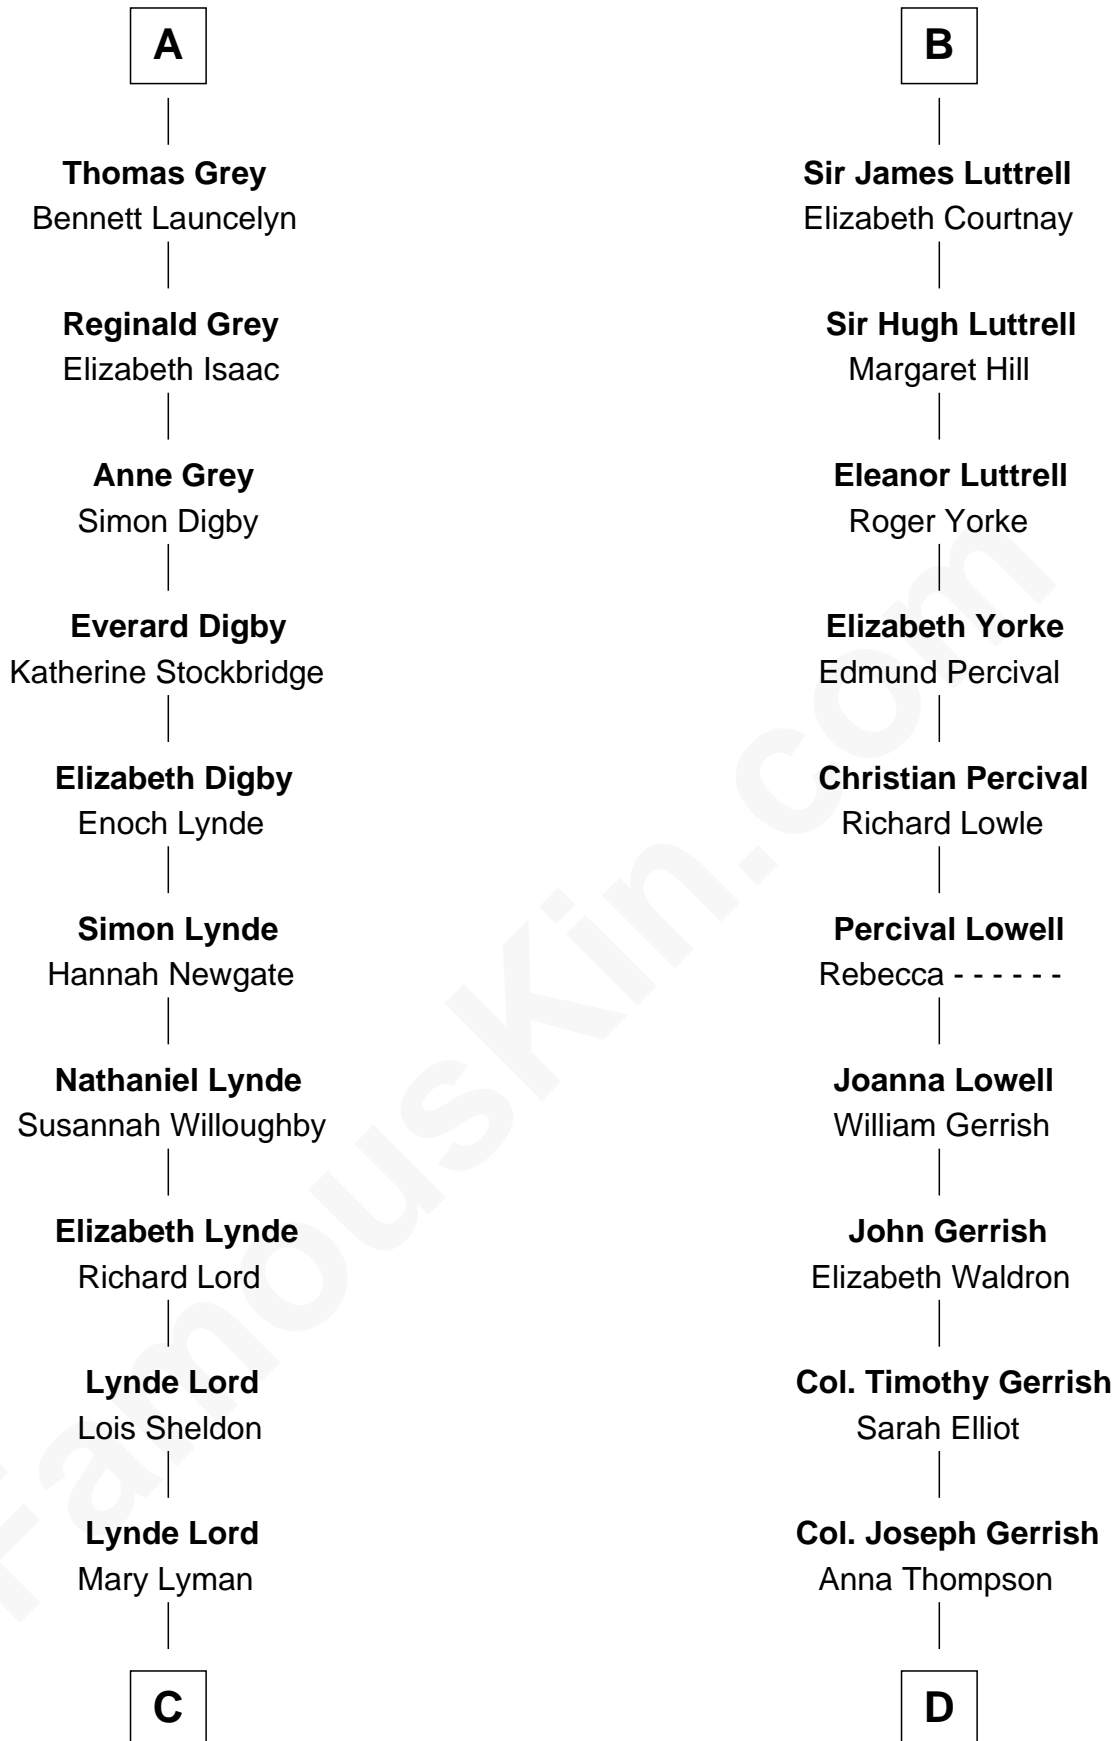 A
Thomas Grey
Bennett Launcelyn
Reginald Grey
Elizabeth Isaac
Anne Grey
Simon Digby
Everard Digby
Katherine Stockbridge
Elizabeth Digby
Enoch Lynde
Simon Lynde
Hannah Newgate
Nathaniel Lynde
Susannah Willoughby
Elizabeth Lynde
Richard Lord
Lynde Lord
Lois Sheldon
Lynde Lord
Mary Lyman
C
B
Sir James Luttrell
Elizabeth Courtnay
Sir Hugh Luttrell
Margaret Hill
Eleanor Luttrell
Roger Yorke
Elizabeth Yorke
Edmund Percival
Christian Percival
Richard Lowle
Percival Lowell
Rebecca - - - - - -
Joanna Lowell
William Gerrish
John Gerrish
Elizabeth Waldron
Col. Timothy Gerrish
Sarah Elliot
Col. Joseph Gerrish
Anna Thompson
D
FamousKin.com